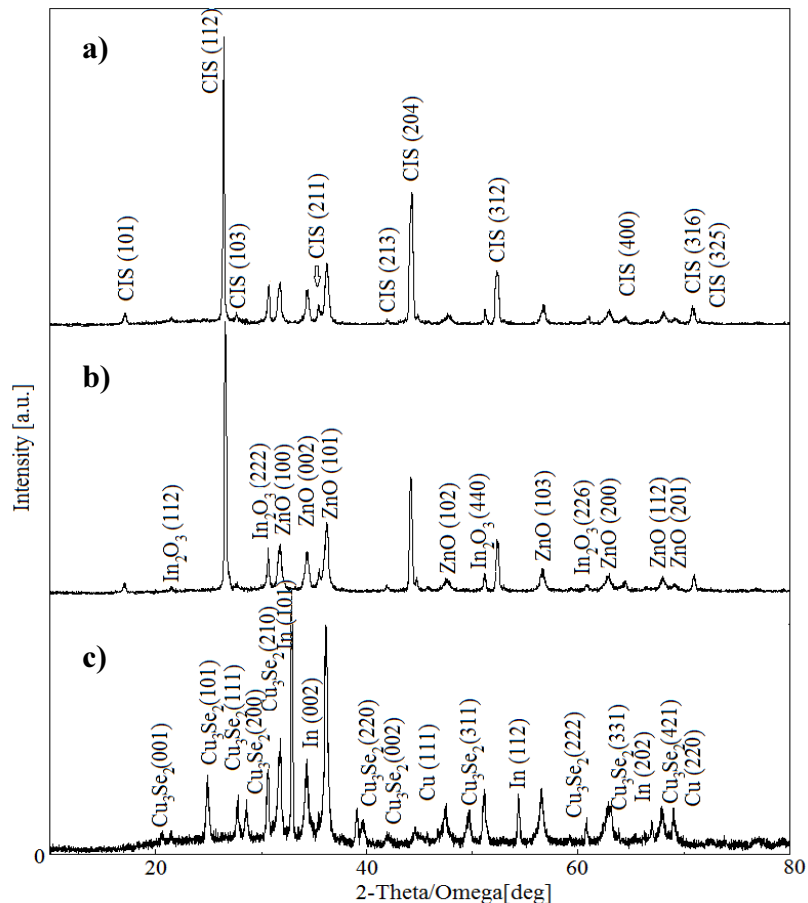 a)
CIS (101)
CIS (112)
CIS (103)
CIS (211)
CIS (213)
CIS (204)
CIS (312)
CIS (400)
CIS (316)
CIS (325)
b)
In₂O₃ (112)
In₂O₃ (222)
ZnO (100)
ZnO (002)
ZnO (101)
ZnO (102)
In₂O₃ (440)
ZnO (103)
In₂O₃ (226)
ZnO (200)
ZnO (112)
ZnO (201)
c)
Cu₃Se₂(001)
Cu₃Se₂(101)
Cu₃Se₂(111)
Cu₃Se₂(200)
Cu₃Se₂(210)
In (101)
In (002)
Cu₃Se₂(220)
Cu₃Se₂(002)
Cu (111)
Cu₃Se₂(311)
In (112)
Cu₃Se₂(222)
Cu₃Se₂(331)
In (202)
Cu₃Se₂(421)
Cu (220)
Intensity [a.u.]
0
20
40
60
80
2-Theta/Omega[deg]